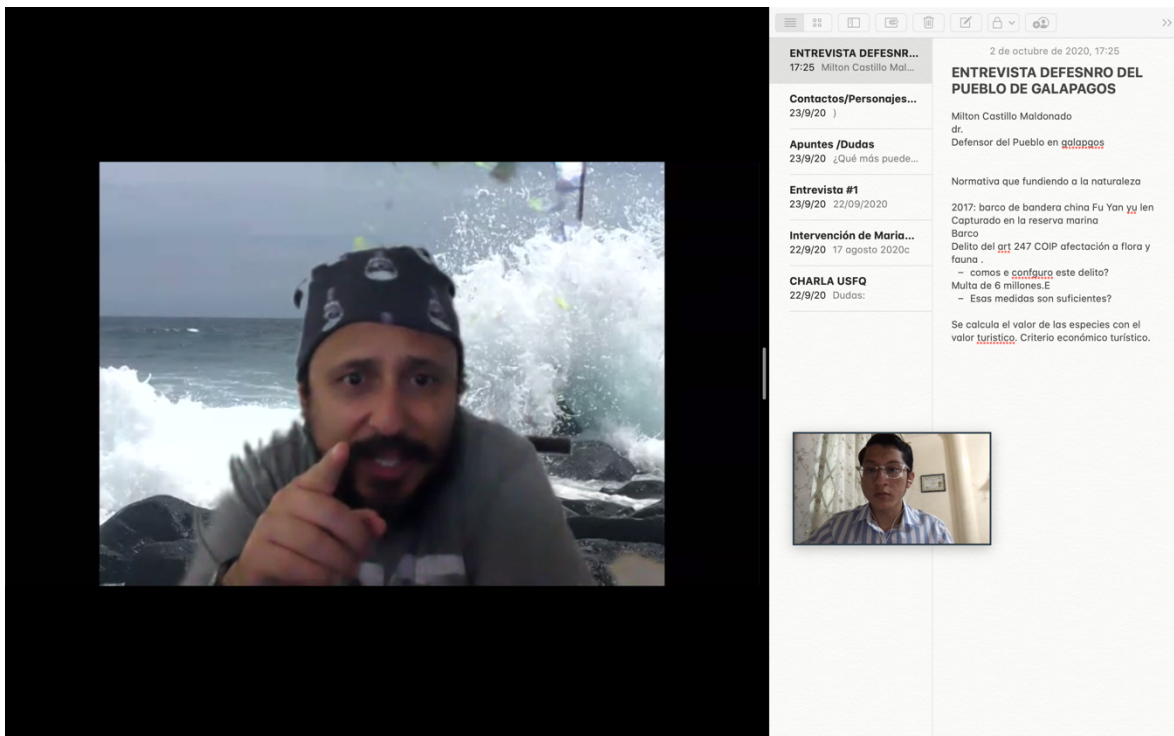 ENTREVISTA DEFESNR...
17:25 Milton Castillo Mal...
Contactos/Personajes...
23/9/20 )
Apuntes /Dudas
23/9/20 ¿Qué más puede...
Entrevista #1
23/9/20 22/09/2020
Intervención de Maria...
22/9/20 17 agosto 2020c
CHARLA USFQ
22/9/20 Dudas:
2 de octubre de 2020, 17:25
ENTREVISTA DEFESNRO DEL
PUEBLO DE GALAPAGOS
Milton Castillo Maldonado
dr.
Defensor del Pueblo en galapgos
Normativa que fundiendo a la naturaleza
2017: barco de bandera china Fu Yan yu len
Capturado en la reserva marina
Barco
Delito del art 247 COIP afectación a flora y
fauna .
– comos e confguro este delito?
Multa de 6 millones.E
– Esas medidas son suficientes?
Se calcula el valor de las especies con el
valor turistico. Criterio económico turístico.